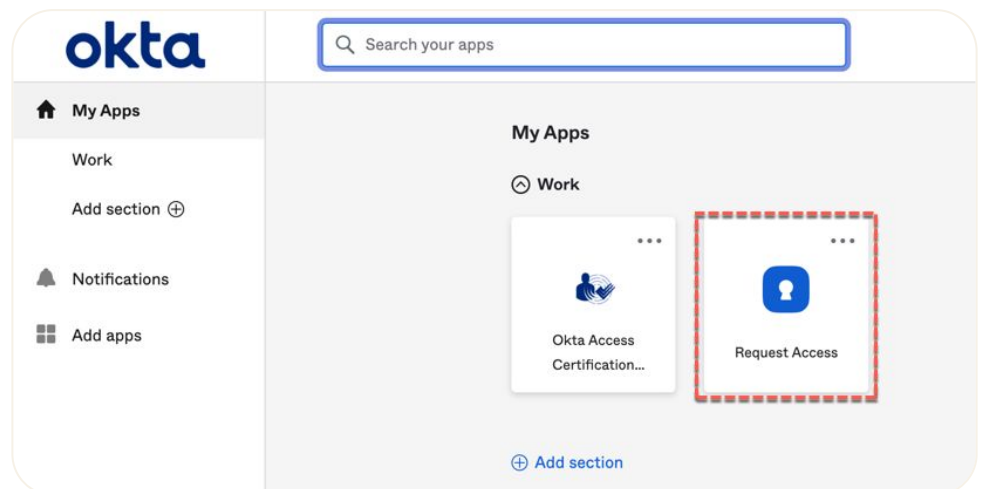 okta
Search your apps
My Apps
Work
Add section
Notifications
Add apps
My Apps
Work
Okta Access
Certification...
Request Access
Add section